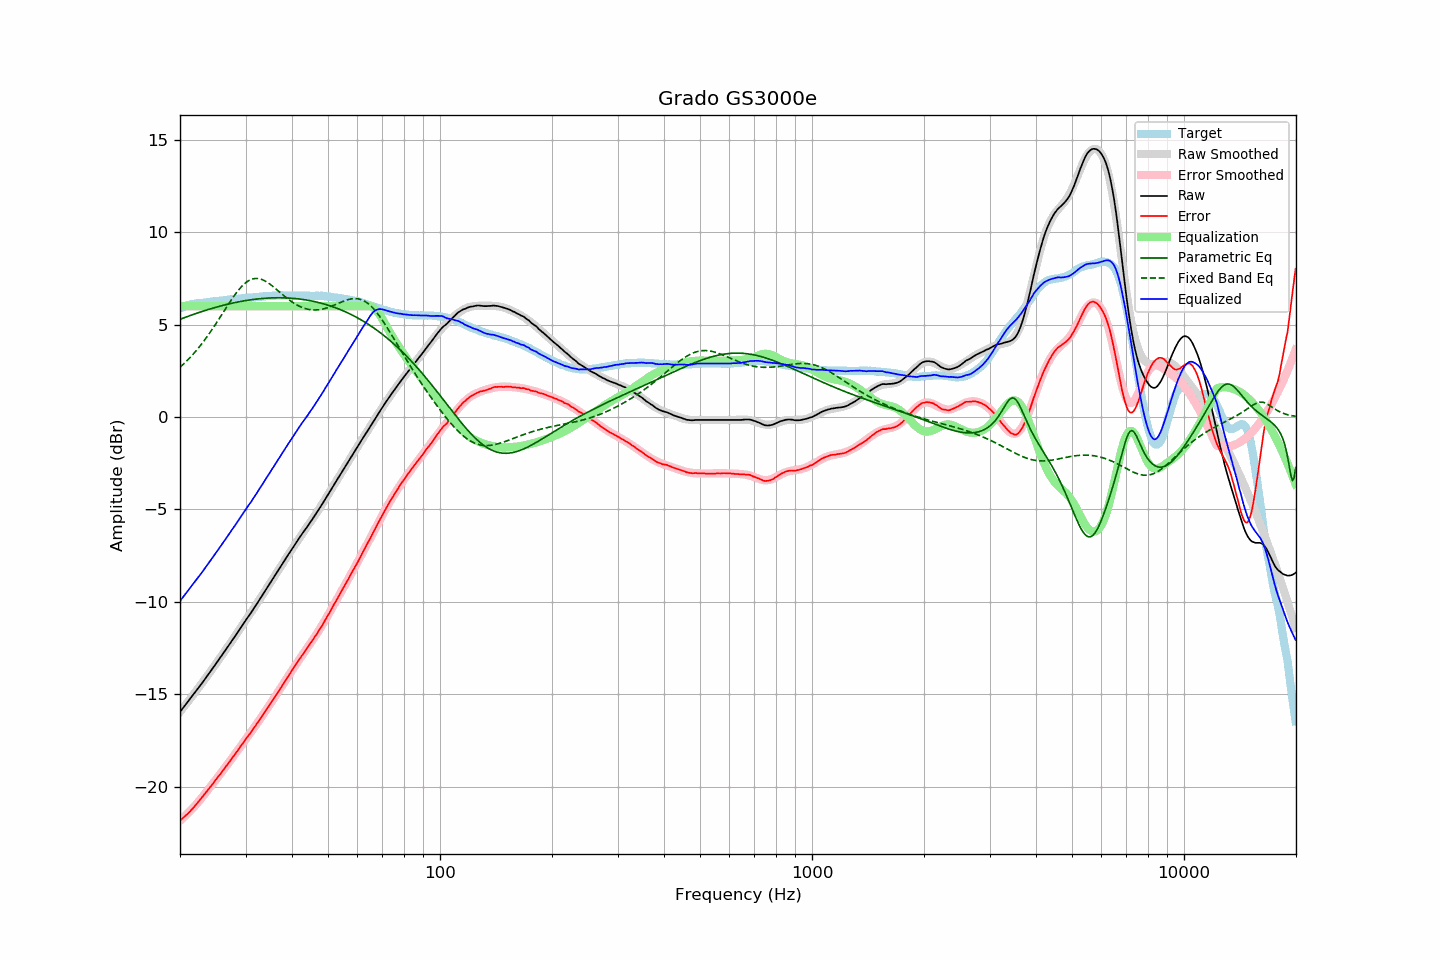 Grado GS3000e
15
10
5
0
−5
−10
−15
−20
Amplitude (dBr)
100
1000
10000
Frequency (Hz)
Target
Raw Smoothed
Error Smoothed
Raw
Error
Equalization
Parametric Eq
Fixed Band Eq
Equalized